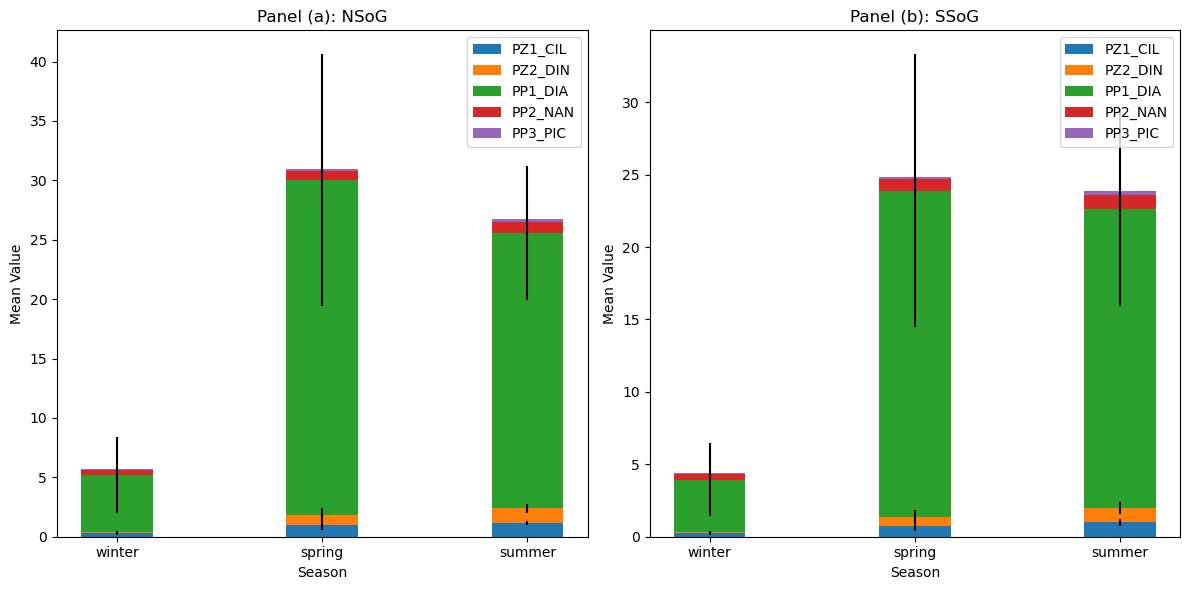 Panel (a): NSoG
PZ1_CIL
PZ2_DIN
PP1_DIA
PP2_NAN
PP3_PIC
40
35
30
25
20
15
10
5
0
Mean Value
winter
spring
summer
Season
Panel (b): SSoG
PZ1_CIL
PZ2_DIN
PP1_DIA
PP2_NAN
PP3_PIC
30
25
20
15
10
5
0
Mean Value
winter
spring
summer
Season